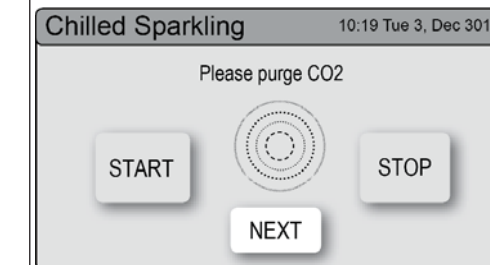 Chilled Sparkling 10:19 Tue 3, Dec 301
Please purge CO2
START STOP
NEXT